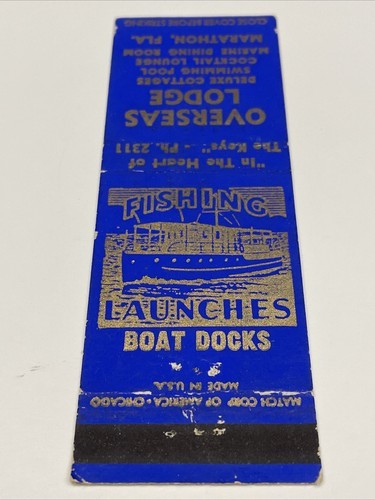 CLOSE COVER BEFORE STRIKING
MARATHON, FLA.
MARINE DINING ROOM
COCKTAIL LOUNGE
SWIMMING POOL
DELUXE COTTAGES
LODGE
OVERSEAS
The Keys" - Ph. 2311
"In The Heart of
FISHING
LAUNCHES
BOAT DOCKS
MADE IN U.S.A.
MATCH CORP OF AMERICA · CHICAGO